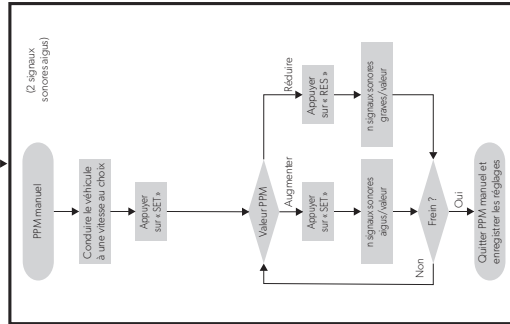 PPM manuel
(2 signaux
sonores aigus)
Conduire le véhicule
à une vitesse au choix
Appuyer
sur « SET»
Valeur PPM
Augmenter
Réduire
Appuyer
sur «SET»
Appuyer
sur « RES »
n signaux sonores
aigus/valeur
n signaux sonores
graves/valeur
Frein ?
Non
Oui
Quitter PPM manuel et
enregistrer les réglages